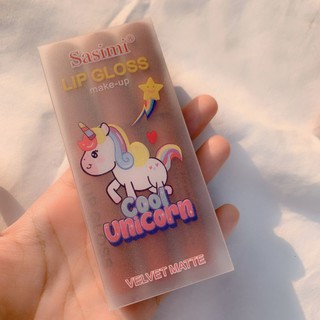 Sasimi
LIP GLOSS
make-up
Cool
Unicorn
VELVET MATTE